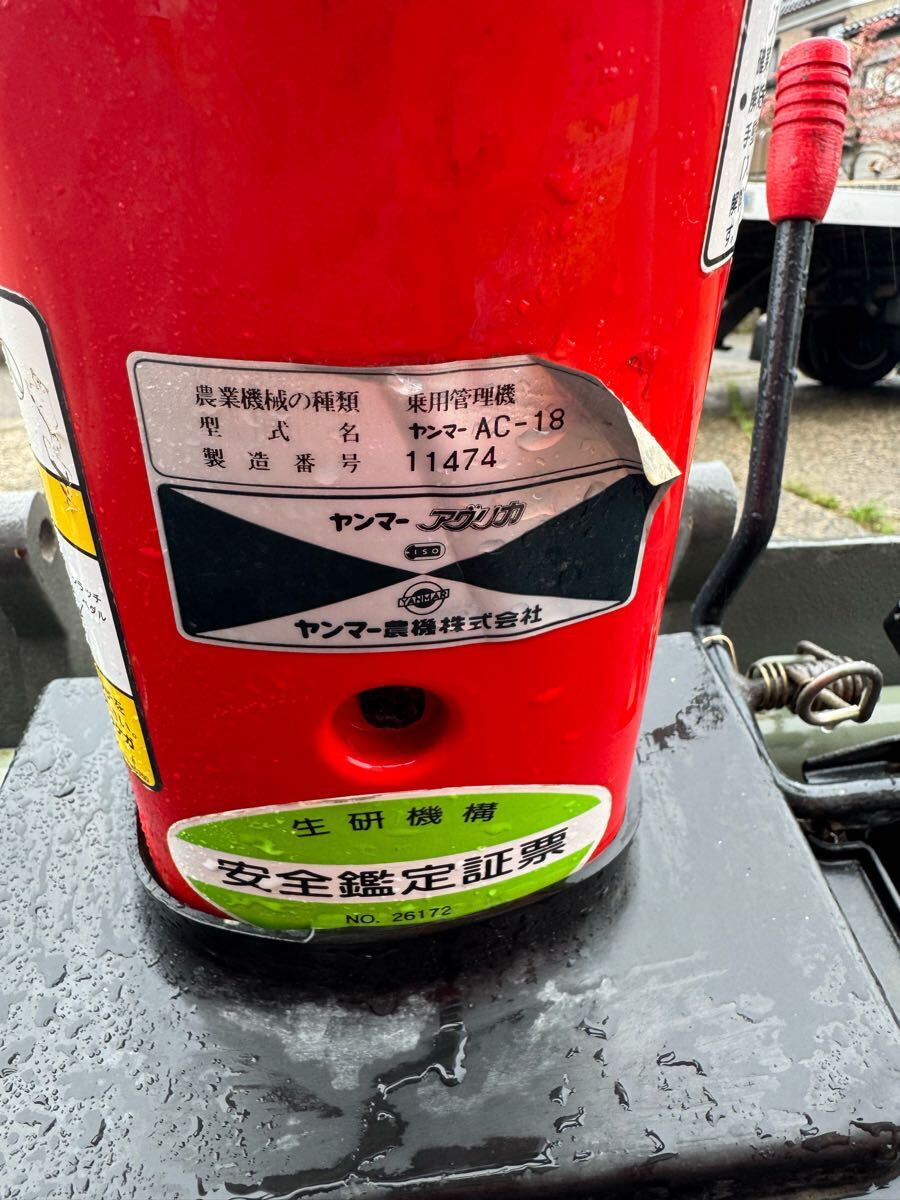 農業機械の種類 乗用管理機
型式名 ヤンマー AC-18
製造番号 11474
ヤンマー アグリカ
ISO
YANMAR
ヤンマー農機株式会社
生研機構
安全鑑定証票
NO. 26172